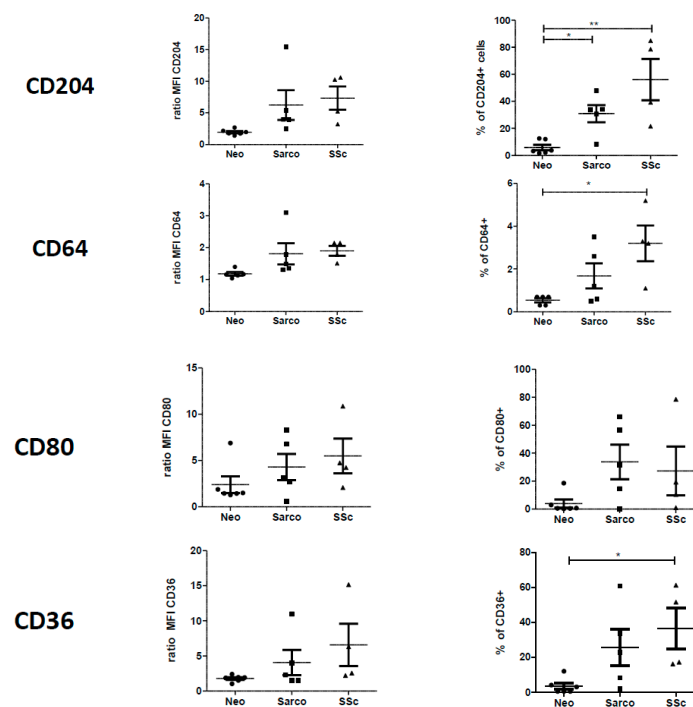 CD204
ratio MFI CD204
20
15
10
5
0
Neo Sarco SSc
% of CD204+ cells
100
80
60
40
20
0
**
*
Neo Sarco SSc
CD64
ratio MFI CD64
4
3
2
1
0
Neo Sarco SSc
% of CD64+
6
4
2
0
*
Neo Sarco SSc
CD80
ratio MFI CD80
15
10
5
0
Neo Sarco SSc
% of CD80+
100
80
60
40
20
0
Neo Sarco SSc
CD36
ratio MFI CD36
20
15
10
5
0
Neo Sarco SSc
% of CD36+
100
80
60
40
20
0
*
Neo Sarco SSc